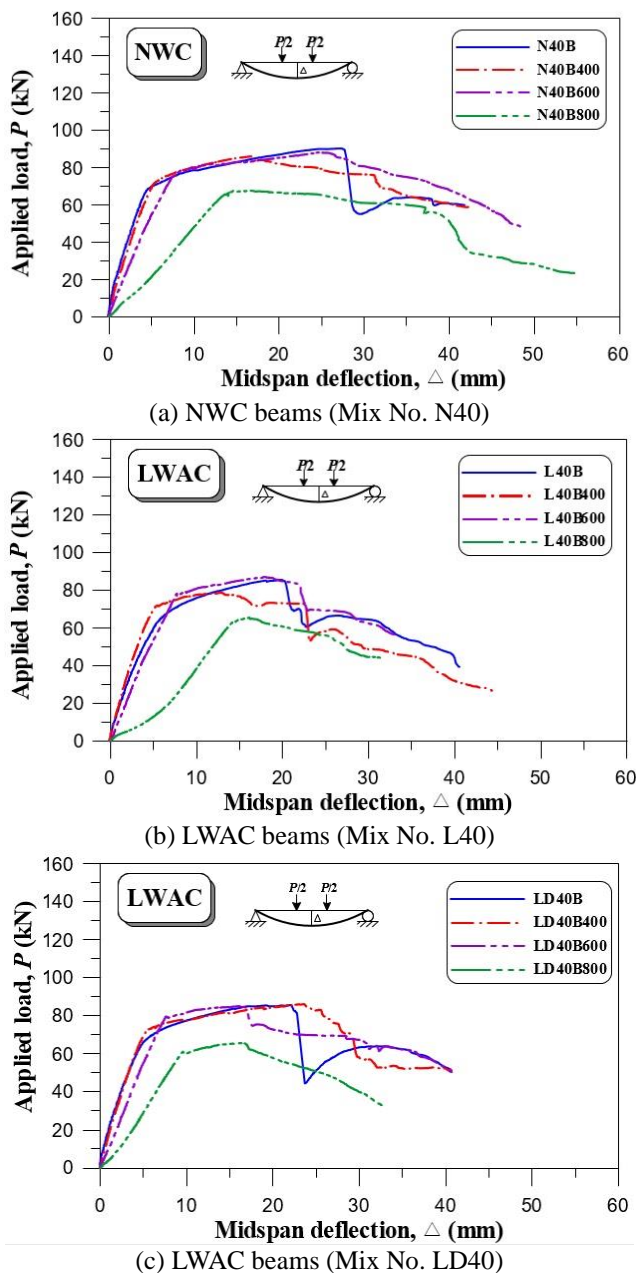 160
140
120
100
80
60
40
20
0
Applied load, P (kN)
NWC
P/2 P/2
△
N40B
N40B400
N40B600
N40B800
0 10 20 30 40 50 60
Midspan deflection, △ (mm)
(a) NWC beams (Mix No. N40)
160
140
120
100
80
60
40
20
0
Applied load, P (kN)
LWAC
P/2 P/2
△
L40B
L40B400
L40B600
L40B800
0 10 20 30 40 50 60
Midspan deflection, △ (mm)
(b) LWAC beams (Mix No. L40)
160
140
120
100
80
60
40
20
0
Applied load, P (kN)
LWAC
P/2 P/2
△
LD40B
LD40B400
LD40B600
LD40B800
0 10 20 30 40 50 60
Midspan deflection, △ (mm)
(c) LWAC beams (Mix No. LD40)